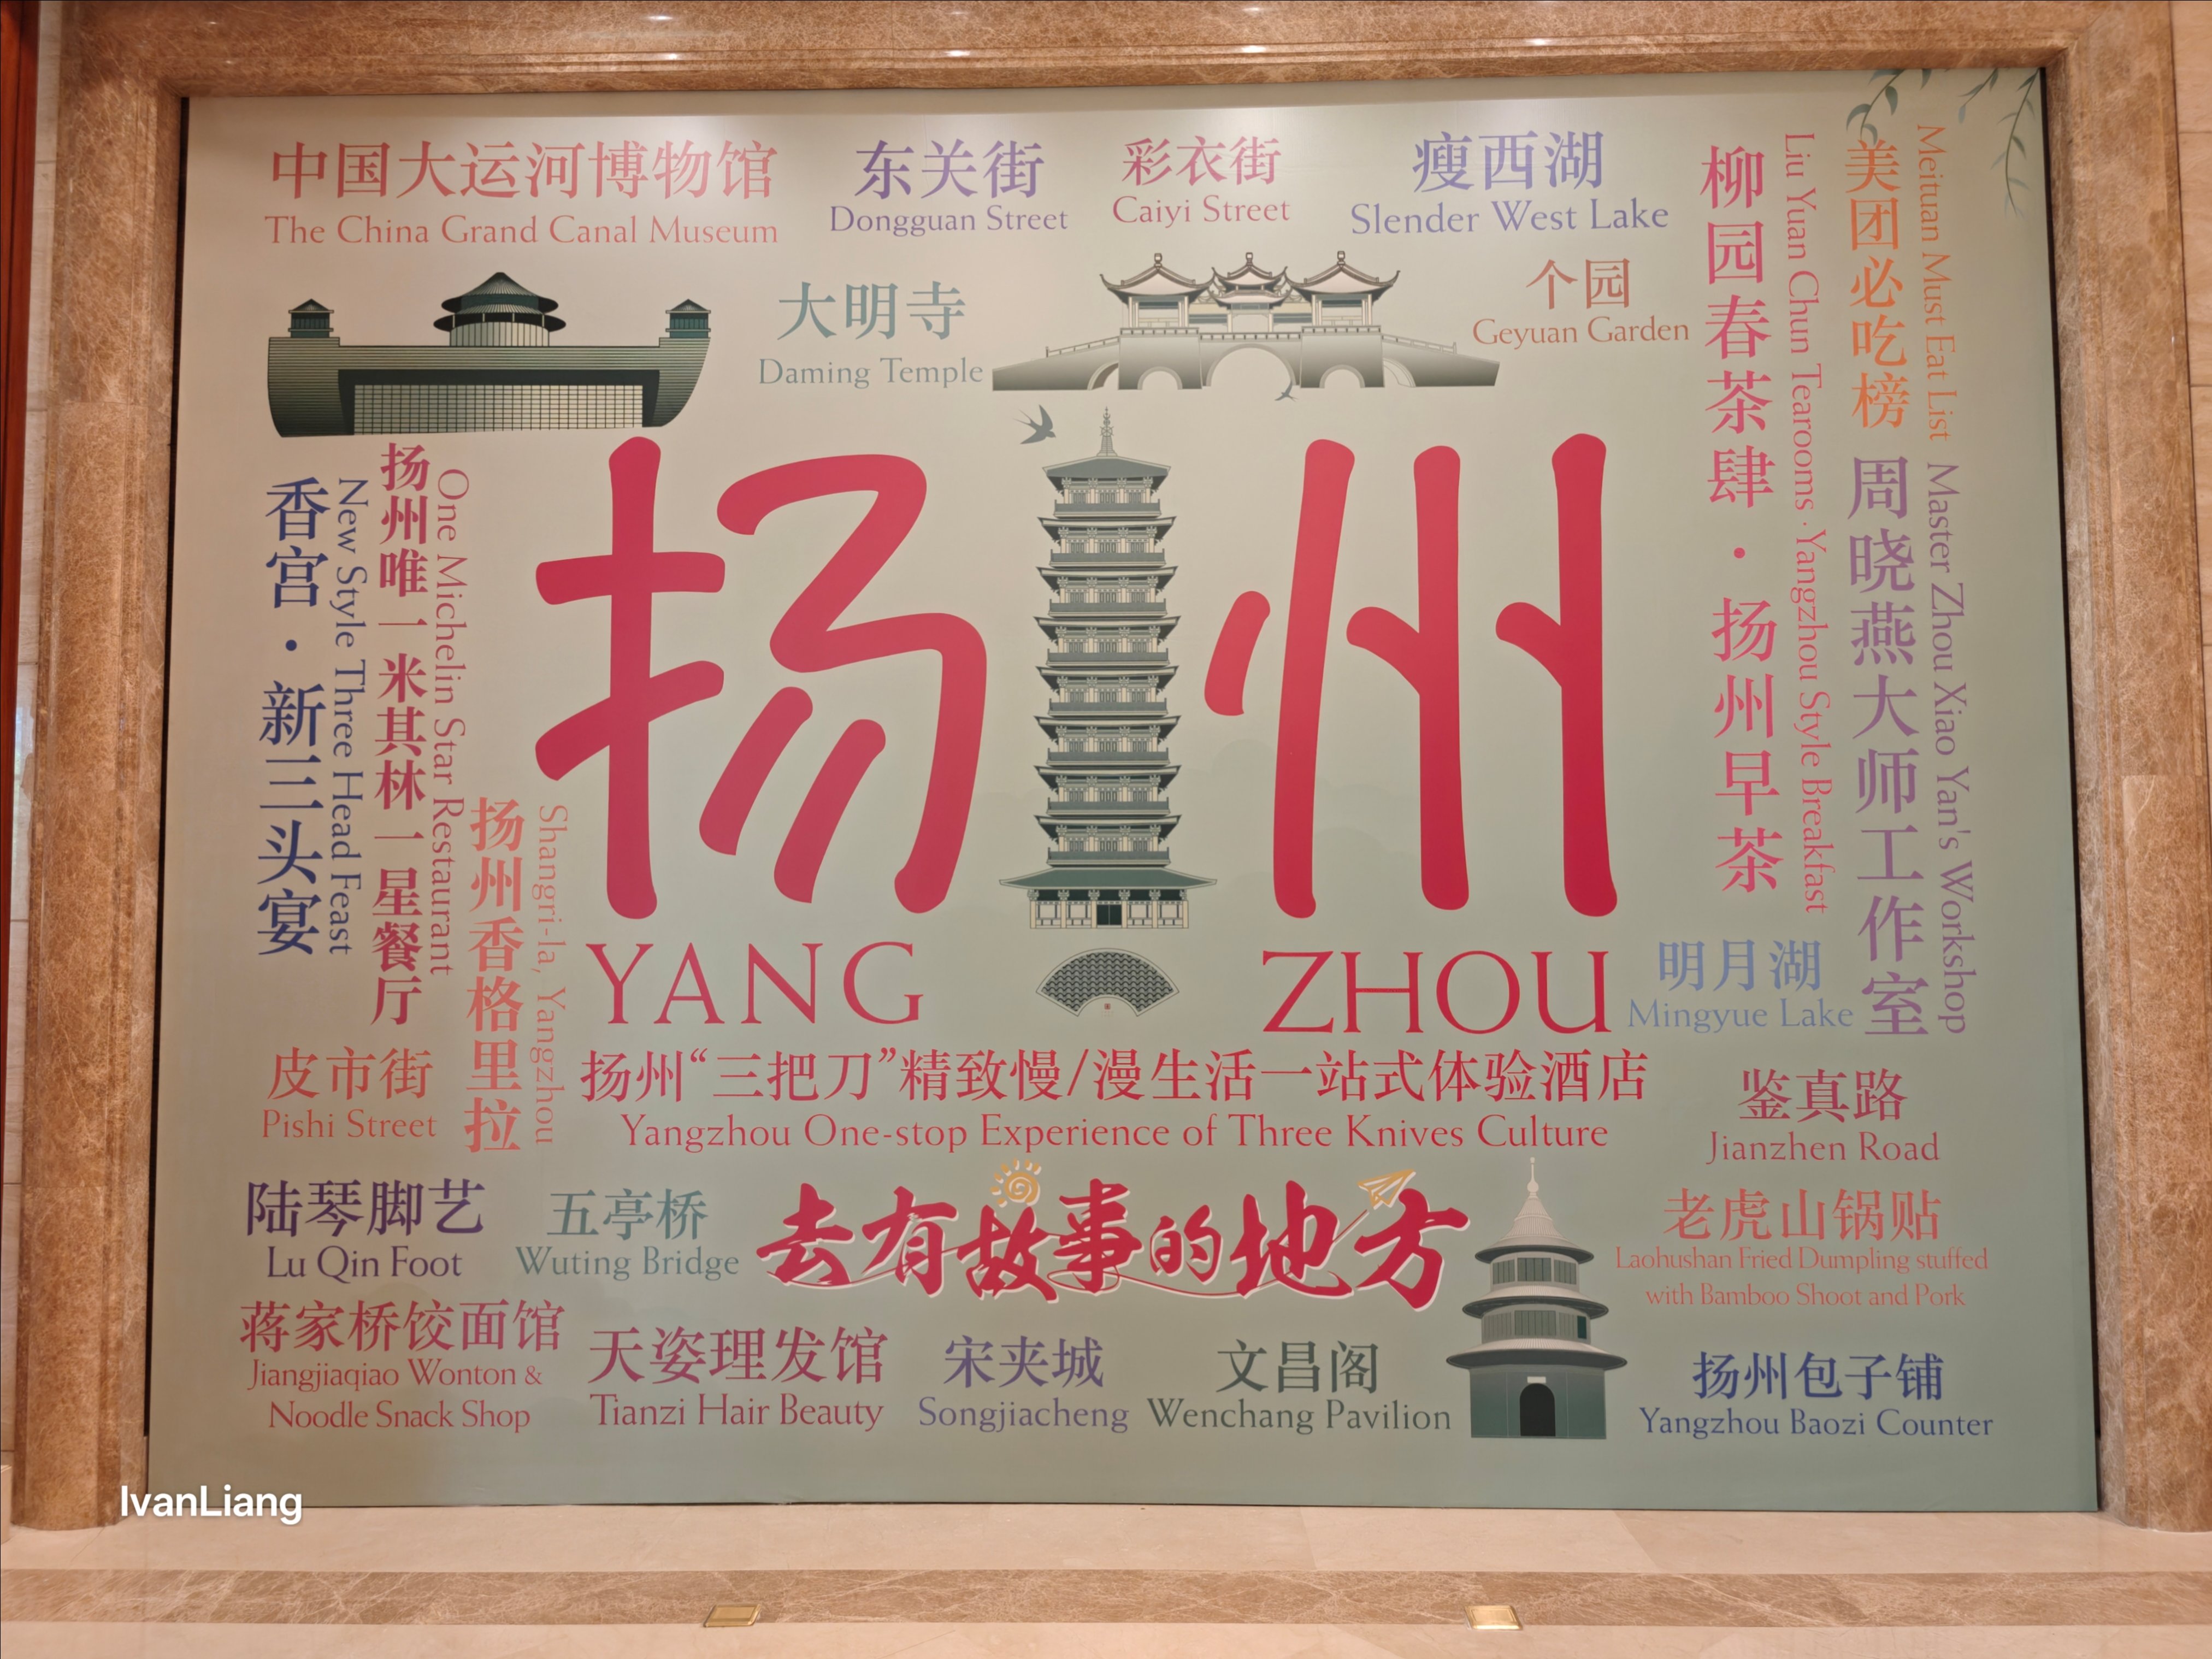 中国大运河博物馆
The China Grand Canal Museum
东关街
Dongguan Street
彩衣街
Caiyi Street
瘦西湖
Slender West Lake
大明寺
Daming Temple
个园
Geyuan Garden
柳园春茶肆·扬州早茶
Liu Yuan Chun Tearooms · Yangzhou Style Breakfast
美团必吃榜
Meituan Must Eat List
周晓燕大师工作室
Master Zhou Xiao Yan's Workshop
香宫·新三头宴
New Style Three Head Feast
扬州唯一米其林一星餐厅
One Michelin Star Restaurant
扬州香格里拉
Shangri-la, Yangzhou
扬州
YANG ZHOU
明月湖
Mingyue Lake
皮市街
Pishi Street
扬州“三把刀”精致慢/漫生活一站式体验酒店
Yangzhou One-stop Experience of Three Knives Culture
鉴真路
Jianzhen Road
陆琴脚艺
Lu Qin Foot
五亭桥
Wuting Bridge
去有故事的地方
老虎山锅贴
Laohushan Fried Dumpling stuffed
with Bamboo Shoot and Pork
蒋家桥饺面馆
Jiangjiaqiao Wonton &
Noodle Snack Shop
天姿理发馆
Tianzi Hair Beauty
宋夹城
Songjiacheng
文昌阁
Wenchang Pavilion
扬州包子铺
Yangzhou Baozi Counter
IvanLiang